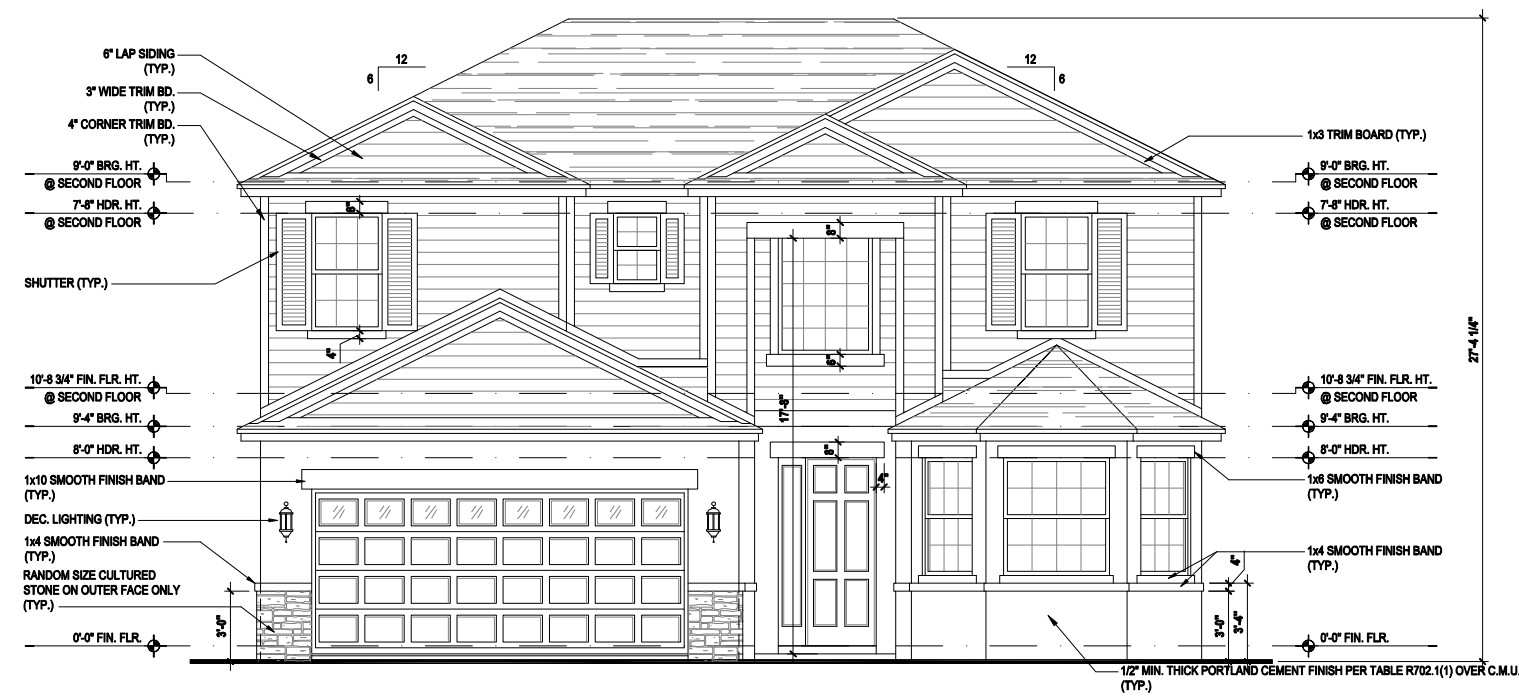 6" LAP SIDING
(TYP.)
3" WIDE TRIM BD.
(TYP.)
4" CORNER TRIM BD.
(TYP.)
9'-0" BRG. HT.
@ SECOND FLOOR
7'-8" HDR. HT.
@ SECOND FLOOR
SHUTTER (TYP.)
10'-8 3/4" FIN. FLR. HT.
@ SECOND FLOOR
9'-4" BRG. HT.
8'-0" HDR. HT.
1x10 SMOOTH FINISH BAND
(TYP.)
DEC. LIGHTING (TYP.)
1x4 SMOOTH FINISH BAND
(TYP.)
RANDOM SIZE CULTURED
STONE ON OUTER FACE ONLY
(TYP.)
0'-0" FIN. FLR.
3'-0"
12
6
4"
8"
6"
17'-8"
8"
4"
12
6
1x3 TRIM BOARD (TYP.)
9'-0" BRG. HT.
@ SECOND FLOOR
7'-8" HDR. HT.
@ SECOND FLOOR
27'-4 1/4"
10'-8 3/4" FIN. FLR. HT.
@ SECOND FLOOR
9'-4" BRG. HT.
8'-0" HDR. HT.
1x6 SMOOTH FINISH BAND
(TYP.)
1x4 SMOOTH FINISH BAND
(TYP.)
4"
3'-0"
3'-4"
0'-0" FIN. FLR.
1/2" MIN. THICK PORTLAND CEMENT FINISH PER TABLE R702.1(1) OVER C.M.U.
(TYP.)